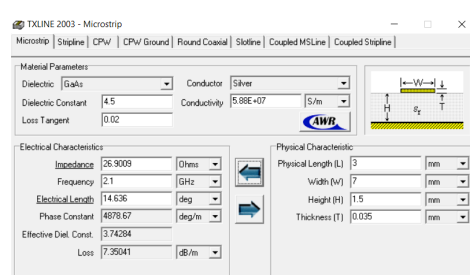 TXLINE 2003 - Microstrip
Microstrip Stripline CPW CPW Ground Round Coaxial Slotline Coupled MSLine Coupled Stripline
Material Parameters
Dielectric GaAs Conductor Silver
Dielectric Constant 4.5 Conductivity 5.88E+07 S/m
Loss Tangent 0.02 AWR
W
H εr T
Electrical Characteristics
Impedance 26.9009 Ohms
Frequency 2.1 GHz
Electrical Length 14.636 deg
Phase Constant 4878.67 deg/m
Effective Diel. Const. 3.74284
Loss 7.35041 dB/m
Physical Characteristic
Physical Length (L) 3 mm
Width (W) 7 mm
Height (H) 1.5 mm
Thickness (T) 0.035 mm